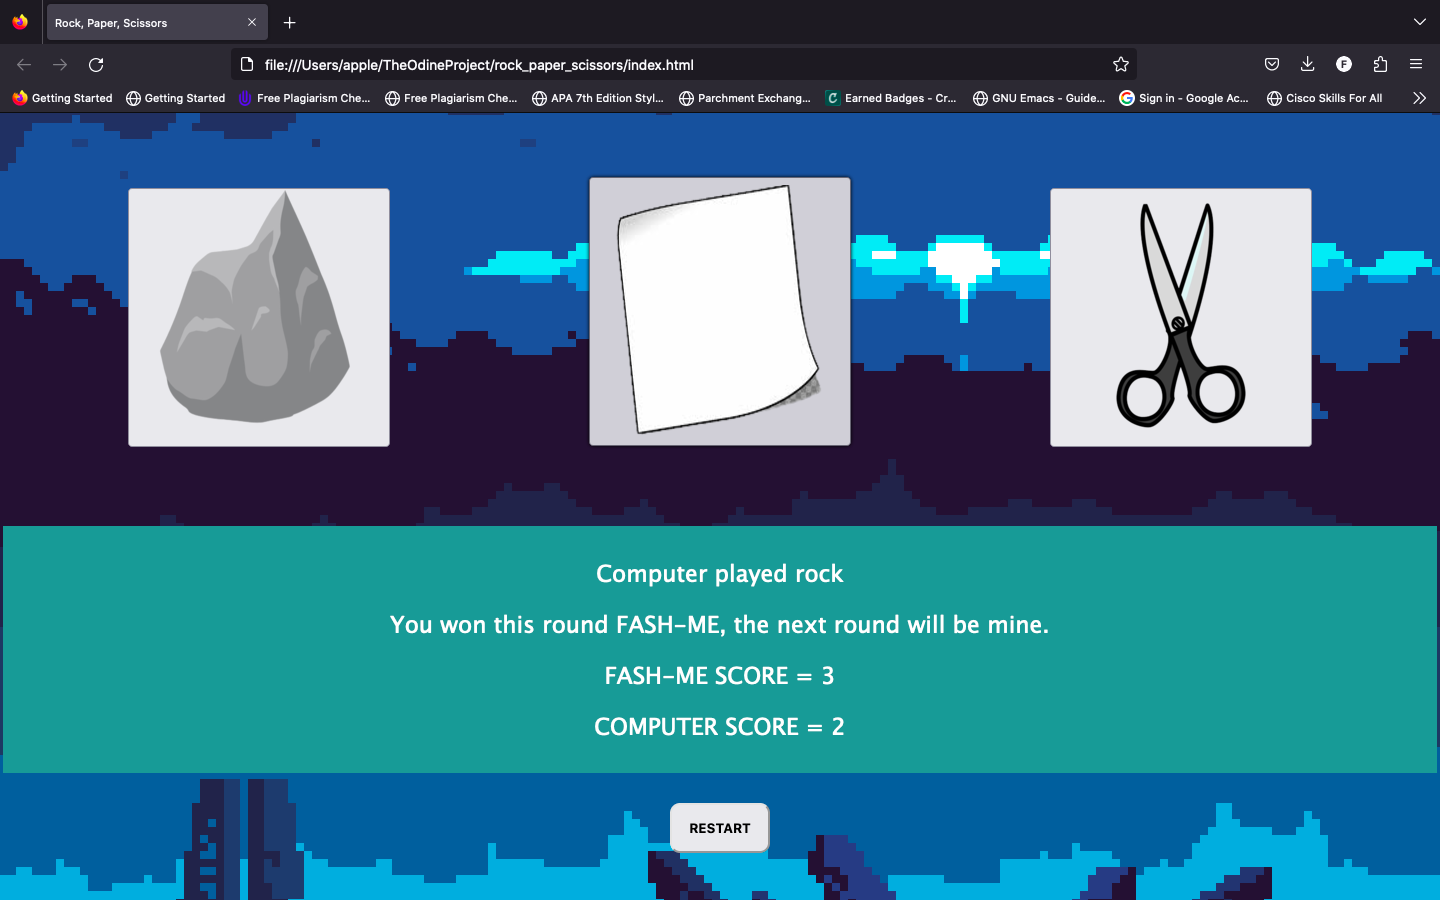 Rock, Paper, Scissors
file:///Users/apple/TheOdineProject/rock_paper_scissors/index.html
F
Getting Started Getting Started Free Plagiarism Che... Free Plagiarism Che... APA 7th Edition Styl... Parchment Exchang... Earned Badges - Cr... GNU Emacs - Guide... Sign in - Google Ac... Cisco Skills For All
Computer played rock
You won this round FASH-ME, the next round will be mine.
FASH-ME SCORE = 3
COMPUTER SCORE = 2
RESTART